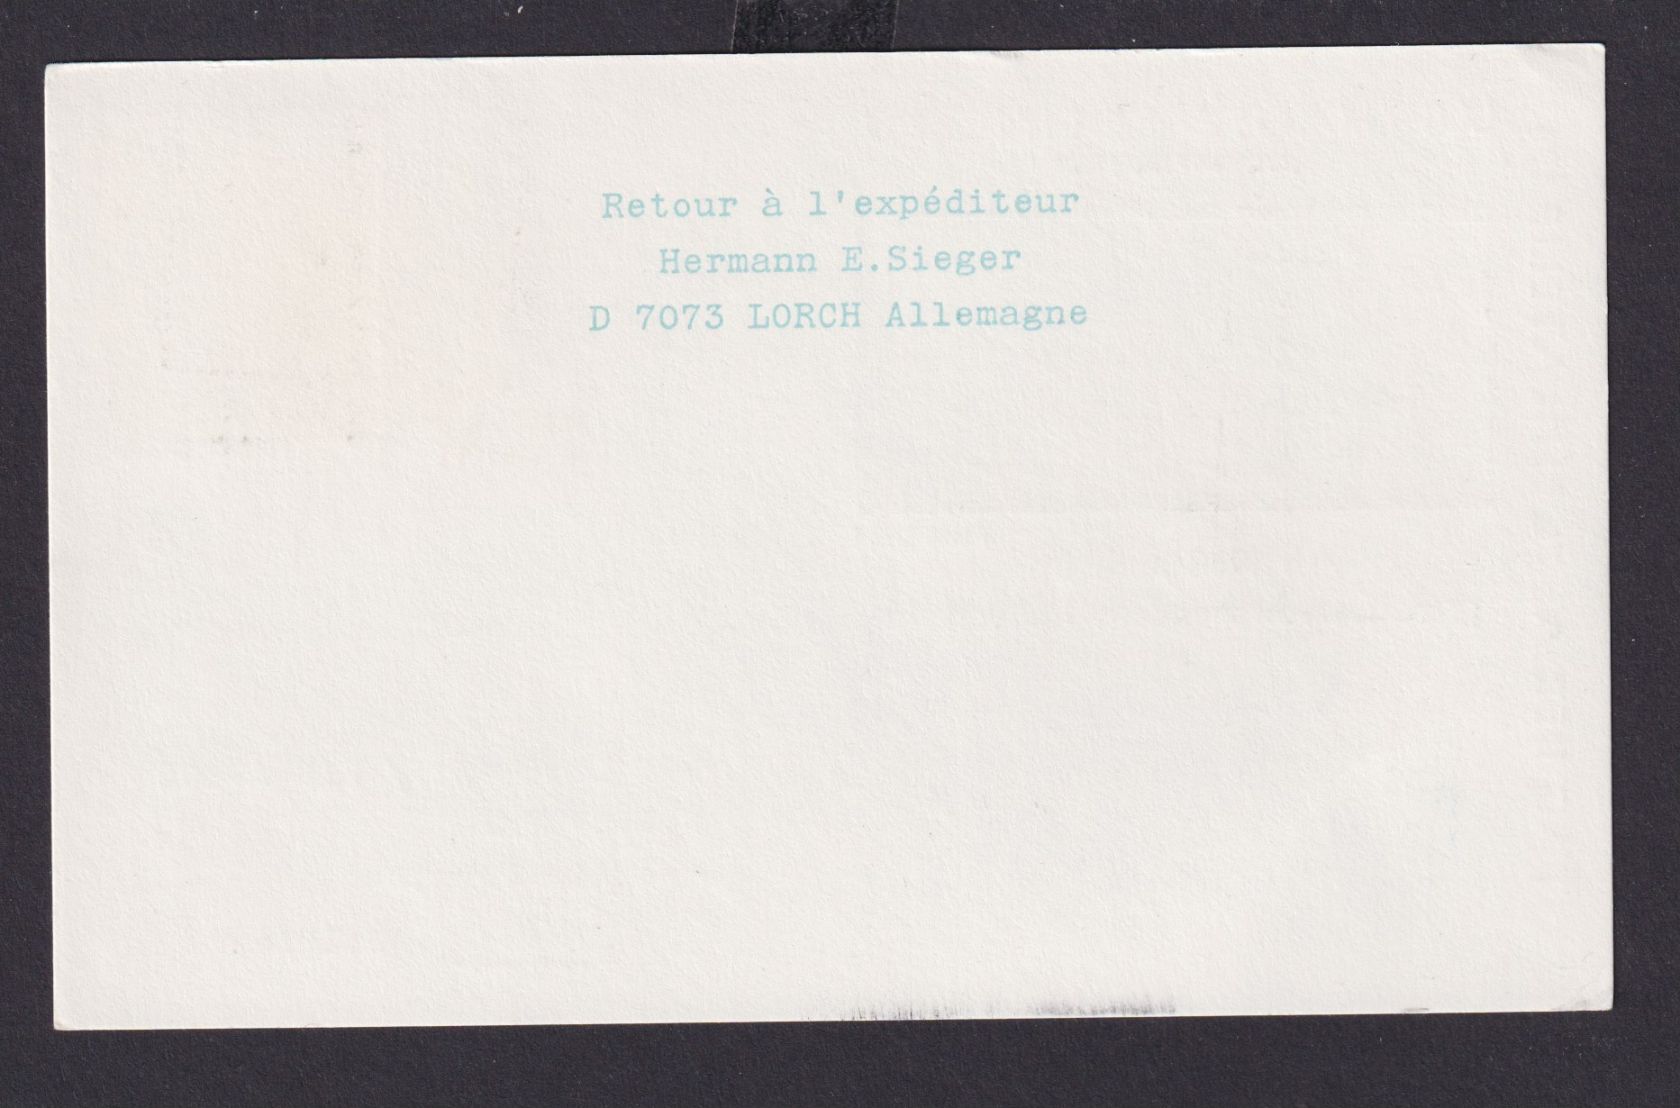 Retour à l'expéditeur
Hermann E.Sieger
D 7073 LORCH Allemagne